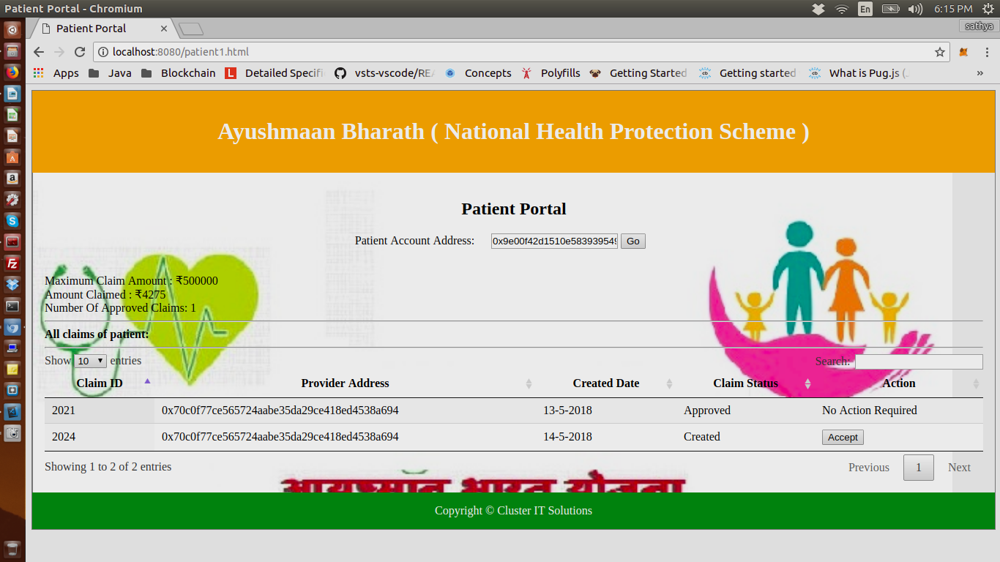 Patient Portal - Chromium
En
6:15 PM
Patient Portal
sathya
localhost:8080/patient1.html
Apps Java Blockchain Detailed Specifi vsts-vscode/REA Concepts Polyfills Getting Started Getting started What is Pug.js ( »
Ayushmaan Bharath ( National Health Protection Scheme )
Patient Portal
Patient Account Address: 0x9e00f42d1510e58393954 Go
Maximum Claim Amount : ₹500000
Amount Claimed : ₹4275
Number Of Approved Claims: 1
All claims of patient:
Show 10 entries Search:
Claim ID Provider Address Created Date Claim Status Action
2021 0x70c0f77ce565724aabe35da29ce418ed4538a694 13-5-2018 Approved No Action Required
2024 0x70c0f77ce565724aabe35da29ce418ed4538a694 14-5-2018 Created Accept
Showing 1 to 2 of 2 entries Previous 1 Next
आयुष्मान भारत योजना
Copyright © Cluster IT Solutions